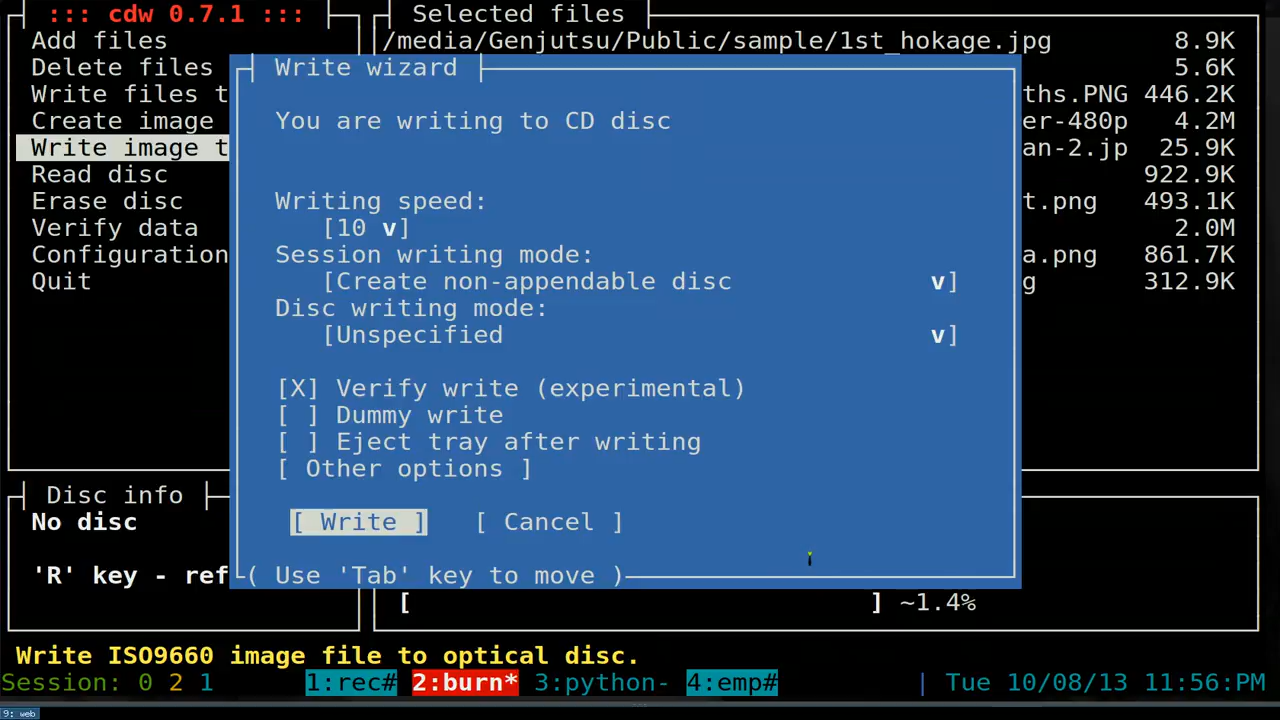 ::: cdw 0.7.1 :::
Add files
Delete files
Write files t
Create image
Write image t
Read disc
Erase disc
Verify data
Configuration
Quit
Selected files
/media/Genjutsu/Public/sample/1st_hokage.jpg 8.9K
5.6K
ths.PNG 446.2K
er-480p 4.2M
an-2.jp 25.9K
922.9K
t.png 493.1K
2.0M
a.png 861.7K
g 312.9K
Write wizard
You are writing to CD disc
Writing speed:
[10 v]
Session writing mode:
[Create non-appendable disc v]
Disc writing mode:
[Unspecified v]
[X] Verify write (experimental)
[ ] Dummy write
[ ] Eject tray after writing
[ Other options ]
[ Write ] [ Cancel ]
( Use 'Tab' key to move )
Disc info
No disc
'R' key - ref
[ ] ~1.4%
Write ISO9660 image file to optical disc.
Session: 0 2 1 1:rec# 2:burn* 3:python- 4:emp# | Tue 10/08/13 11:56:PM
9: web